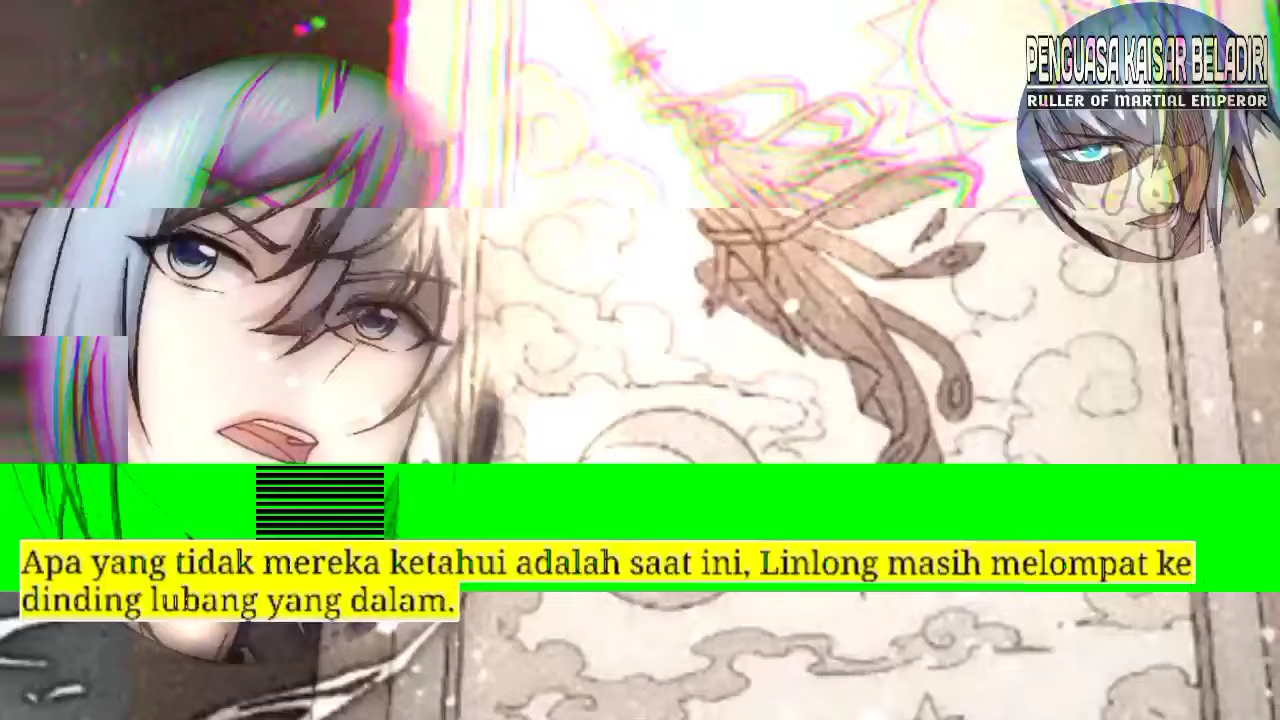 PENGUASA KAISAR BELADIRI
RULLER OF MARTIAL EMPEROR
Apa yang tidak mereka ketahui adalah saat ini, Linlong masih melompat ke
dinding lubang yang dalam.